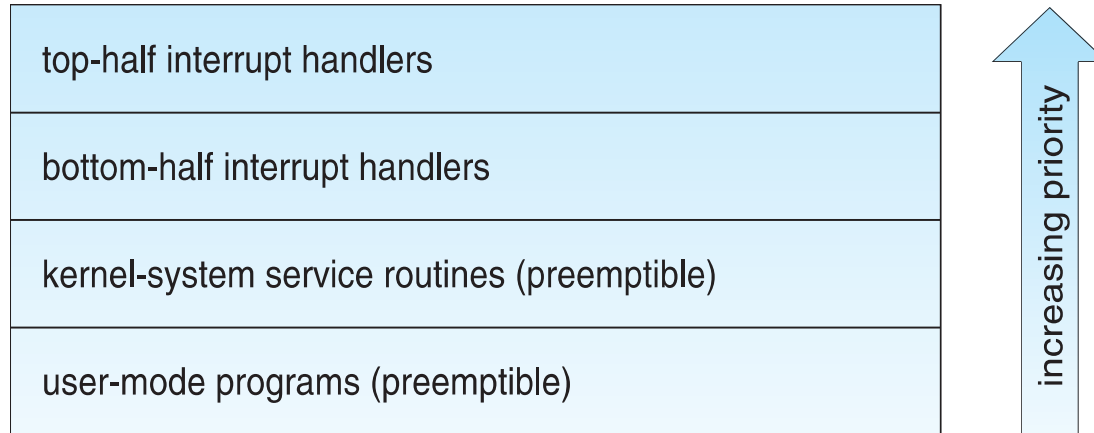 top-half interrupt handlers
bottom-half interrupt handlers
kernel-system service routines (preemptible)
user-mode programs (preemptible)
increasing priority